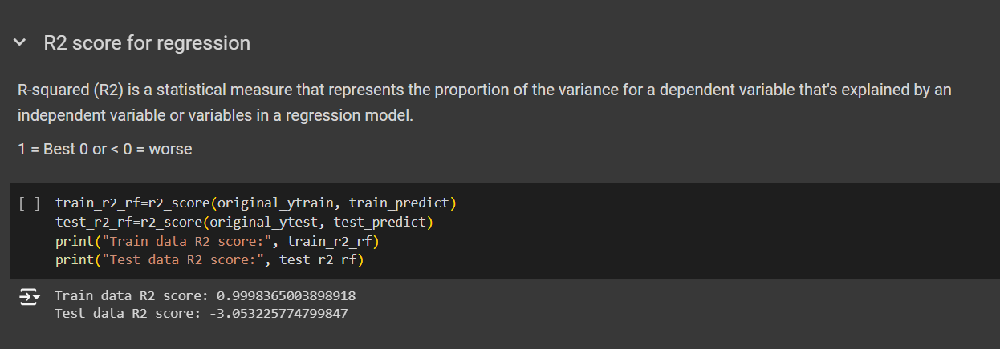 R2 score for regression
R-squared (R2) is a statistical measure that represents the proportion of the variance for a dependent variable that's explained by an
independent variable or variables in a regression model.
1 = Best 0 or < 0 = worse
[ ] train_r2_rf=r2_score(original_ytrain, train_predict)
test_r2_rf=r2_score(original_ytest, test_predict)
print("Train data R2 score:", train_r2_rf)
print("Test data R2 score:", test_r2_rf)
Train data R2 score: 0.9998365003898918
Test data R2 score: -3.053225774799847